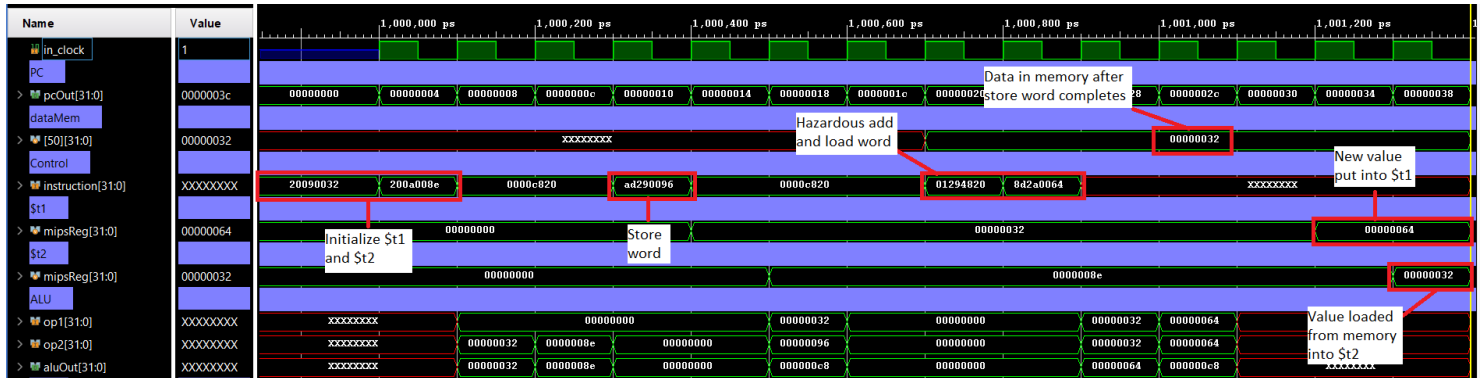 Name Value
1,000,000 ps 1,000,200 ps 1,000,400 ps 1,000,600 ps 1,000,800 ps 1,001,000 ps 1,001,200 ps
in_clock 1
PC
Data in memory after
store word completes
pcOut[31:0] 0000003c 00000000 00000004 00000008 0000000c 00000010 00000014 00000018 0000001c 00000020 28 0000002c 00000030 00000034 00000038
dataMem
Hazardous add
and load word
[50][31:0] 00000032 XXXXXXXX 00000032
Control
New value
put into $t1
instruction[31:0] XXXXXXXX 20090032 200a008e 0000c820 ad290096 0000c820 01294820 8d2a0064 XXXXXXXX
$t1
mipsReg[31:0] 00000064 00000000 00000032 00000064
Initialize $t1
and $t2
Store
word
$t2
mipsReg[31:0] 00000032 00000000 0000008e 00000032
ALU
Value loaded
from memory
into $t2
op1[31:0] XXXXXXXX XXXXXXXX 00000000 00000032 00000000 00000032 00000064
op2[31:0] XXXXXXXX XXXXXXXX 00000032 0000008e 00000000 00000096 00000000 00000032 00000064
aluOut[31:0] XXXXXXXX XXXXXXXX 00000032 0000008e 00000000 000000c8 00000000 00000064 000000c8 XXXXXXXX